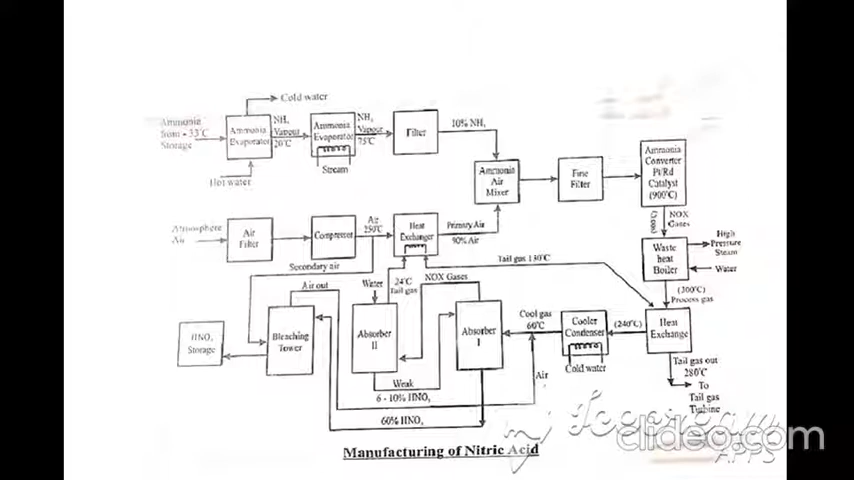 Cold water
Ammonia
from - 33°C
Storage
Ammonia
Evaporator
NH₃
Vapour
20°C
Ammonia
Evaporator
NH₃
Vapour
75°C
Filter
10% NH₃
Stream
Hot water
Ammonia
Air
Mixer
Fine
Filter
Ammonia
Converter
Pt/Rd
Catalyst
(900°C)
NOX
Gases
Atmosphere
Air
Air
Filter
Compressor
Air
250°C
Heat
Exchanger
Primary Air
90% Air
Waste
heat
Boiler
High
Pressure
Steam
Water
(300°C)
Process gas
Secondary air
Air out
Water
24°C
Tail gas
NOX Gases
Tail gas 130°C
HNO₃
Storage
Bleaching
Tower
Absorber
II
Absorber
I
Cool gas
60°C
Cooler
Condenser
(240°C)
Heat
Exchange
Cold water
Air
Tail gas out
280°C
To
Tail gas
Turbine
Weak
6 - 10% HNO₃
60% HNO₃
Manufacturing of Nitric Acid
clideo.com
APPS